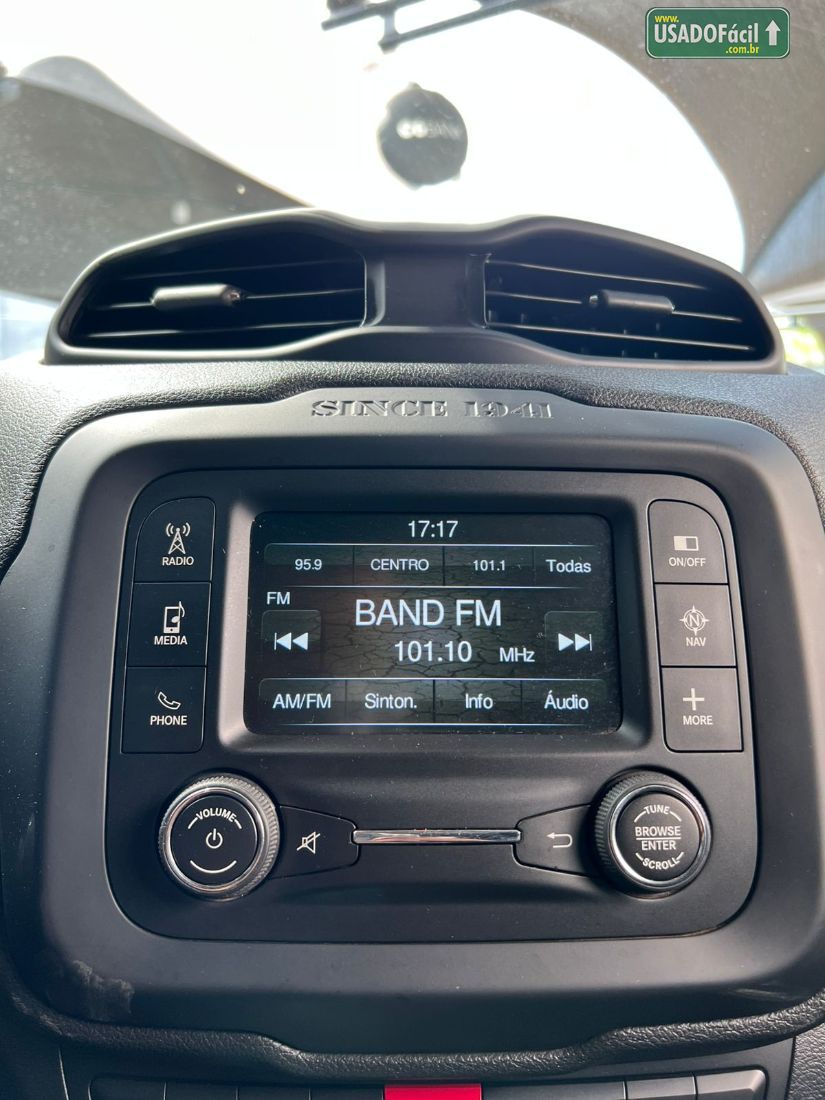 www.
USADOFácil
.com.br
SINCE 1941
17:17
95.9 CENTRO 101.1 Todas
FM
BAND FM
101.10 MHz
AM/FM Sinton. Info Áudio
RADIO
MEDIA
PHONE
ON/OFF
N
NAV
MORE
VOLUME
TUNE
BROWSE
ENTER
SCROLL